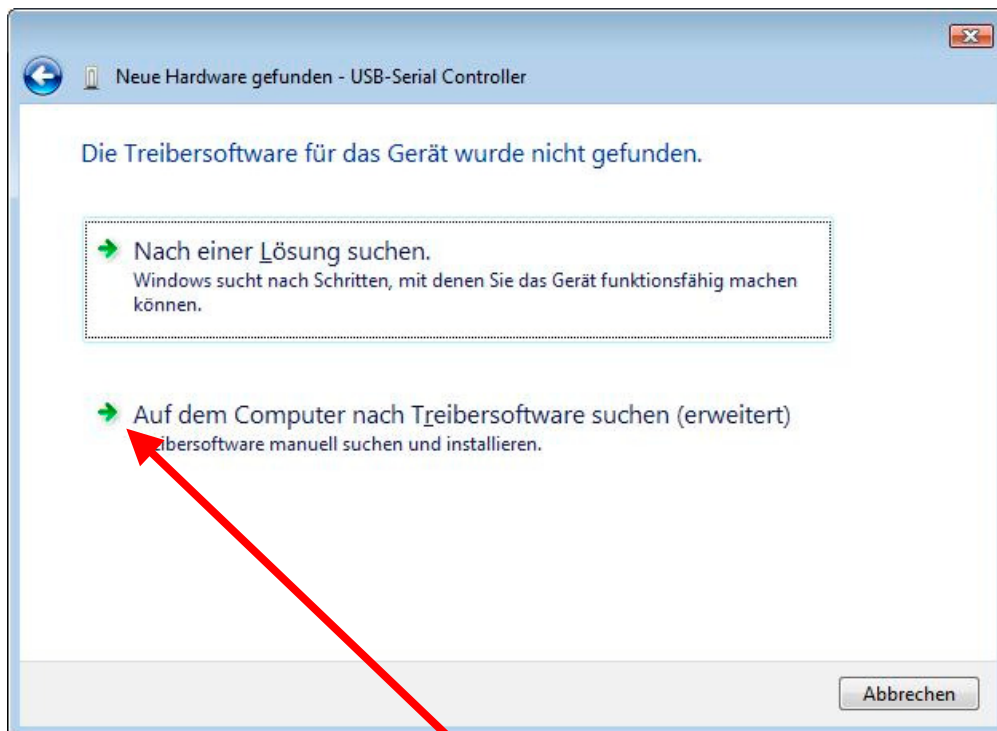 Neue Hardware gefunden - USB-Serial Controller
Die Treibersoftware für das Gerät wurde nicht gefunden.
Nach einer Lösung suchen.
Windows sucht nach Schritten, mit denen Sie das Gerät funktionsfähig machen
können.
Auf dem Computer nach Treibersoftware suchen (erweitert)
eibersoftware manuell suchen und installieren.
Abbrechen